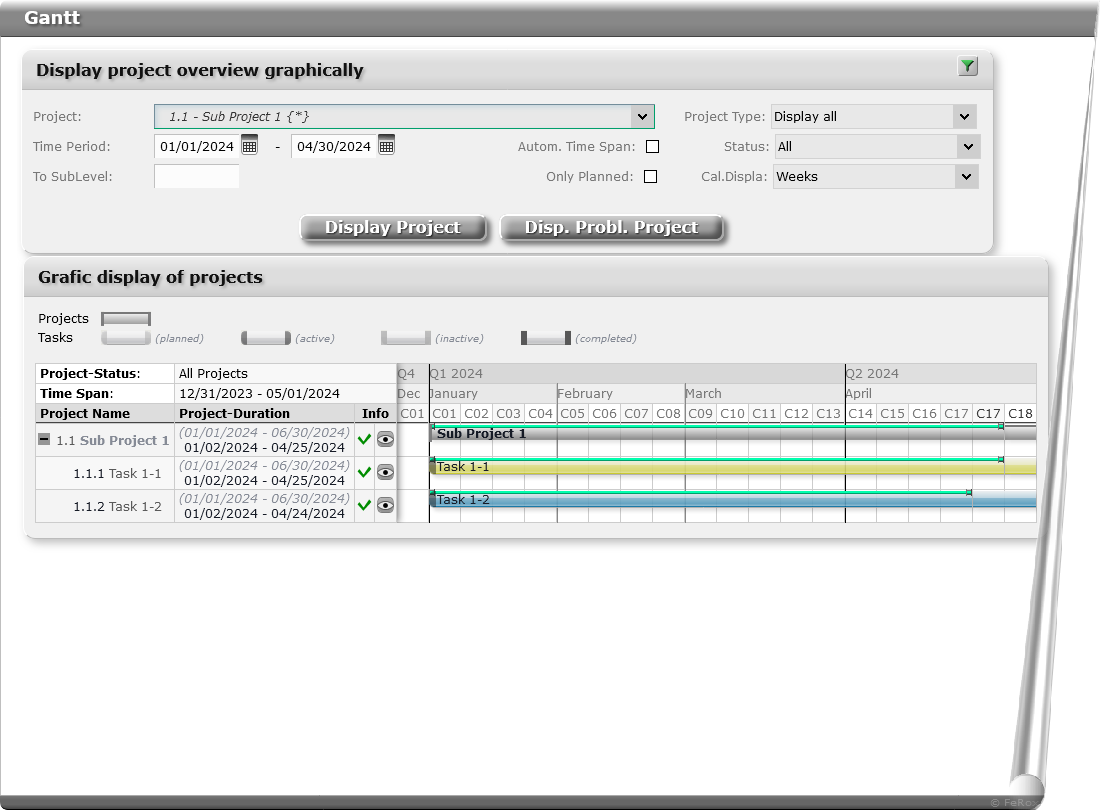 Gantt
Display project overview graphically
Project: 1.1 - Sub Project 1 {*} Project Type: Display all
Time Period: 01/01/2024 - 04/30/2024 Autom. Time Span: Status: All
To SubLevel: Only Planned: Cal.Displa: Weeks
Display Project Disp. Probl. Project
Grafic display of projects
Projects
Tasks (planned) (active) (inactive) (completed)
Project-Status: All Projects Q4 Q1 2024 Q2 2024
Time Span: 12/31/2023 - 05/01/2024 Dec January February March April
Project Name Project-Duration Info C01 C01 C02 C03 C04 C05 C06 C07 C08 C09 C10 C11 C12 C13 C14 C15 C16 C17 C17 C18
1.1 Sub Project 1 (01/01/2024 - 06/30/2024) Sub Project 1
01/02/2024 - 04/25/2024
1.1.1 Task 1-1 (01/01/2024 - 06/30/2024) Task 1-1
01/02/2024 - 04/25/2024
1.1.2 Task 1-2 (01/01/2024 - 06/30/2024) Task 1-2
01/02/2024 - 04/24/2024